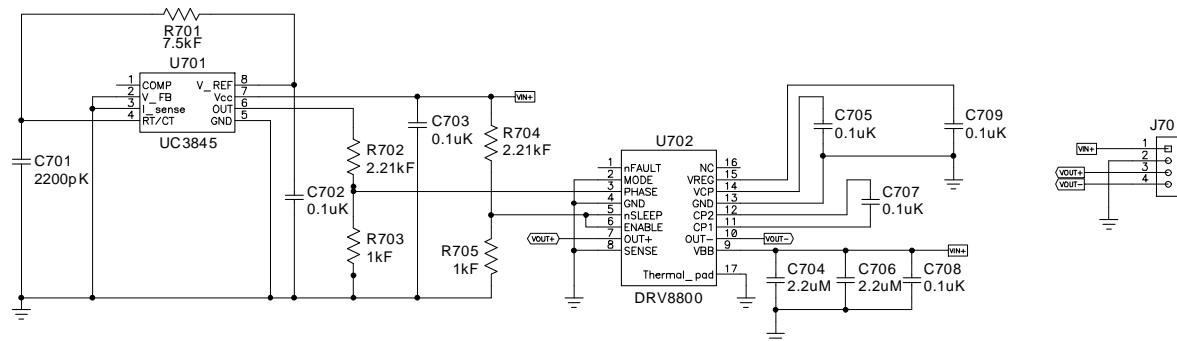 R701
7.5kF
U701
1 COMP V_REF 8
2 V_FB Vcc 7
3 I_sense OUT 6
4 RT/CT GND 5
UC3845
C701
2200pK
R702
2.21kF
C702
0.1uK
R703
1kF
C703
0.1uK
R704
2.21kF
R705
1kF
VIN+
U702
1 nFAULT NC 16
2 MODE VREG 15
3 PHASE VCP 14
4 GND GND 13
5 nSLEEP CP2 12
6 ENABLE CP1 11
7 OUT+ OUT- 10
8 SENSE VBB 9
Thermal_pad 17
DRV8800
VOUT+
VOUT-
C705
0.1uK
C709
0.1uK
C707
0.1uK
VIN+
C704
2.2uM
C706
2.2uM
C708
0.1uK
J70
VIN+ 1
2
VOUT+ 3
VOUT- 4